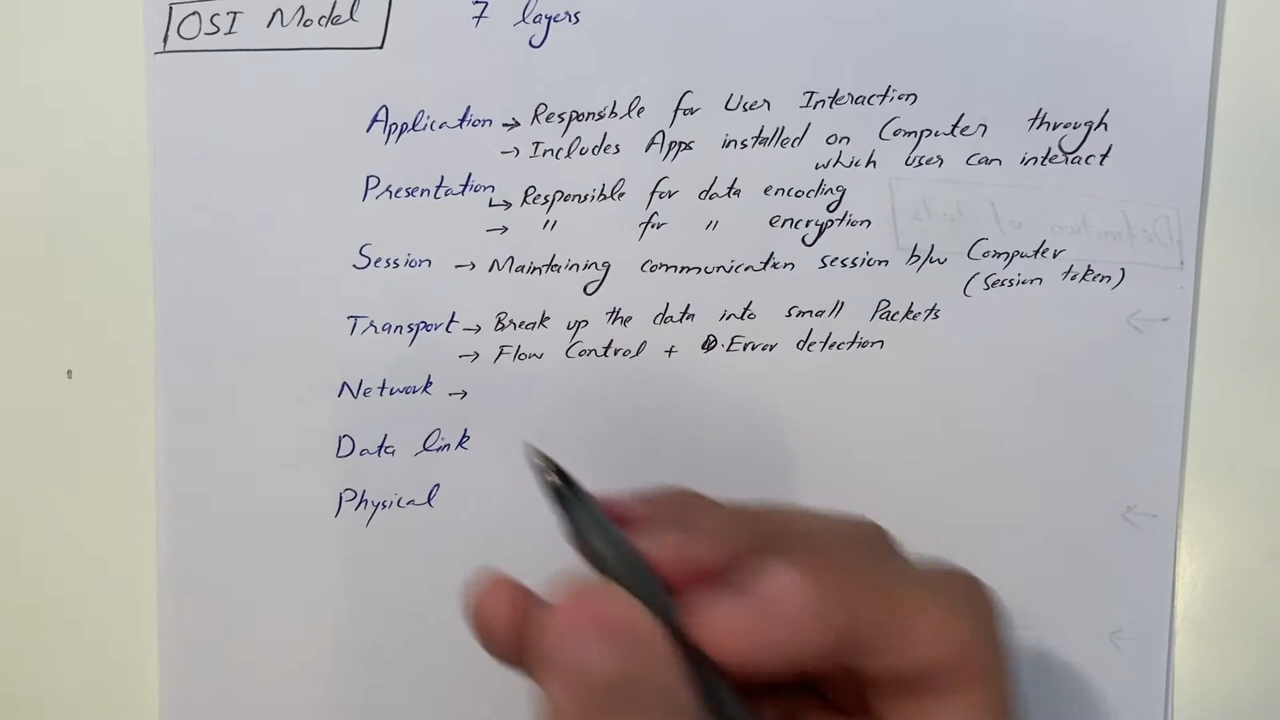 OSI Model 7 layers
Application → Responsible for User Interaction
→ Includes Apps installed on Computer through
which user can interact
Presentation ↳ Responsible for data encoding
→ " for " encryption
Session → Maintaining communication session b/w Computer
(Session token)
Transport → Break up the data into small Packets
→ Flow Control + Error detection
Network →
Data link
Physical